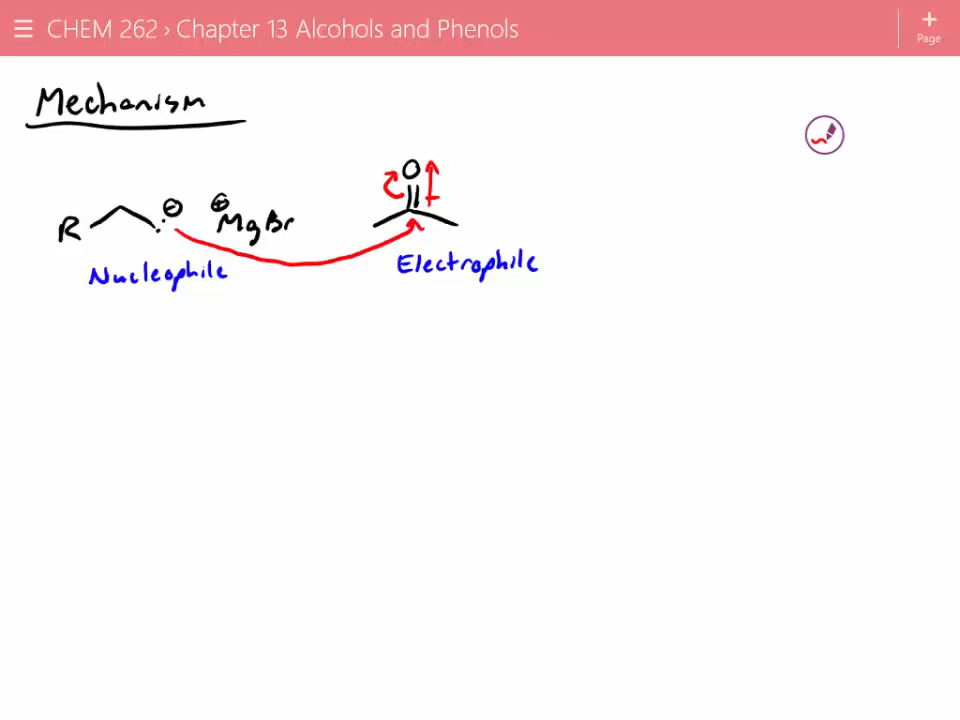 ☰ CHEM 262 › Chapter 13 Alcohols and Phenols
+
Page
Mechanism
O
R ⊖ ⊕ MgBr
Nucleophile Electrophile